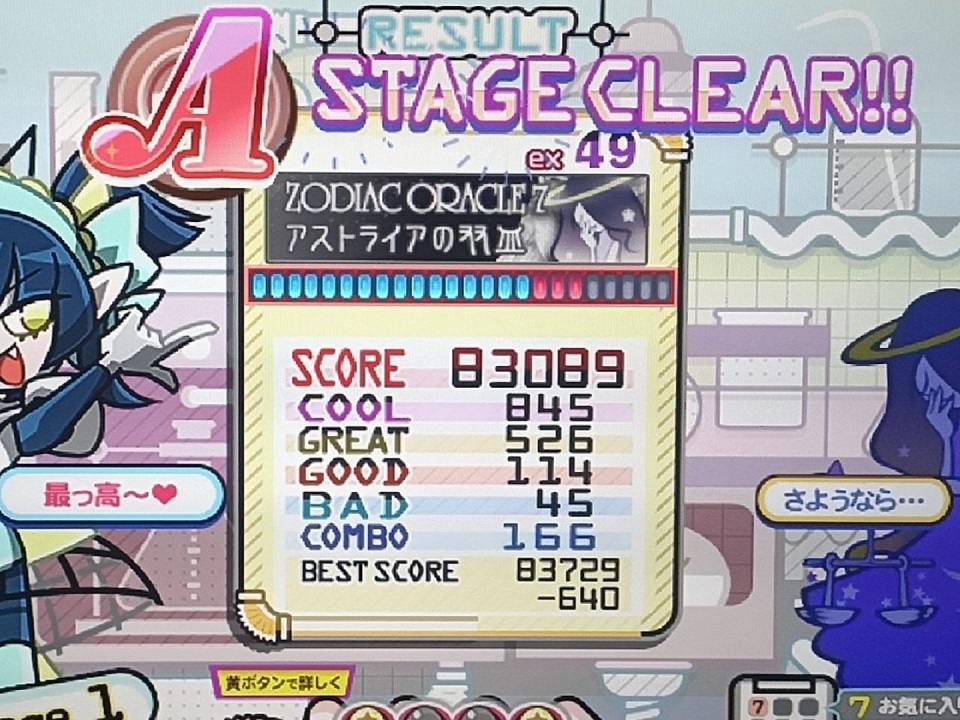 RESULT
A
STAGE CLEAR!!
ex 49
ZODIAC ORACLE 7
アストライアの双皿
SCORE 83089
COOL 845
GREAT 526
GOOD 114
BAD 45
COMBO 166
BEST SCORE 83729
-640
最っ高～♥
さようなら…
黄ボタンで詳しく
1
7
7 お気に入